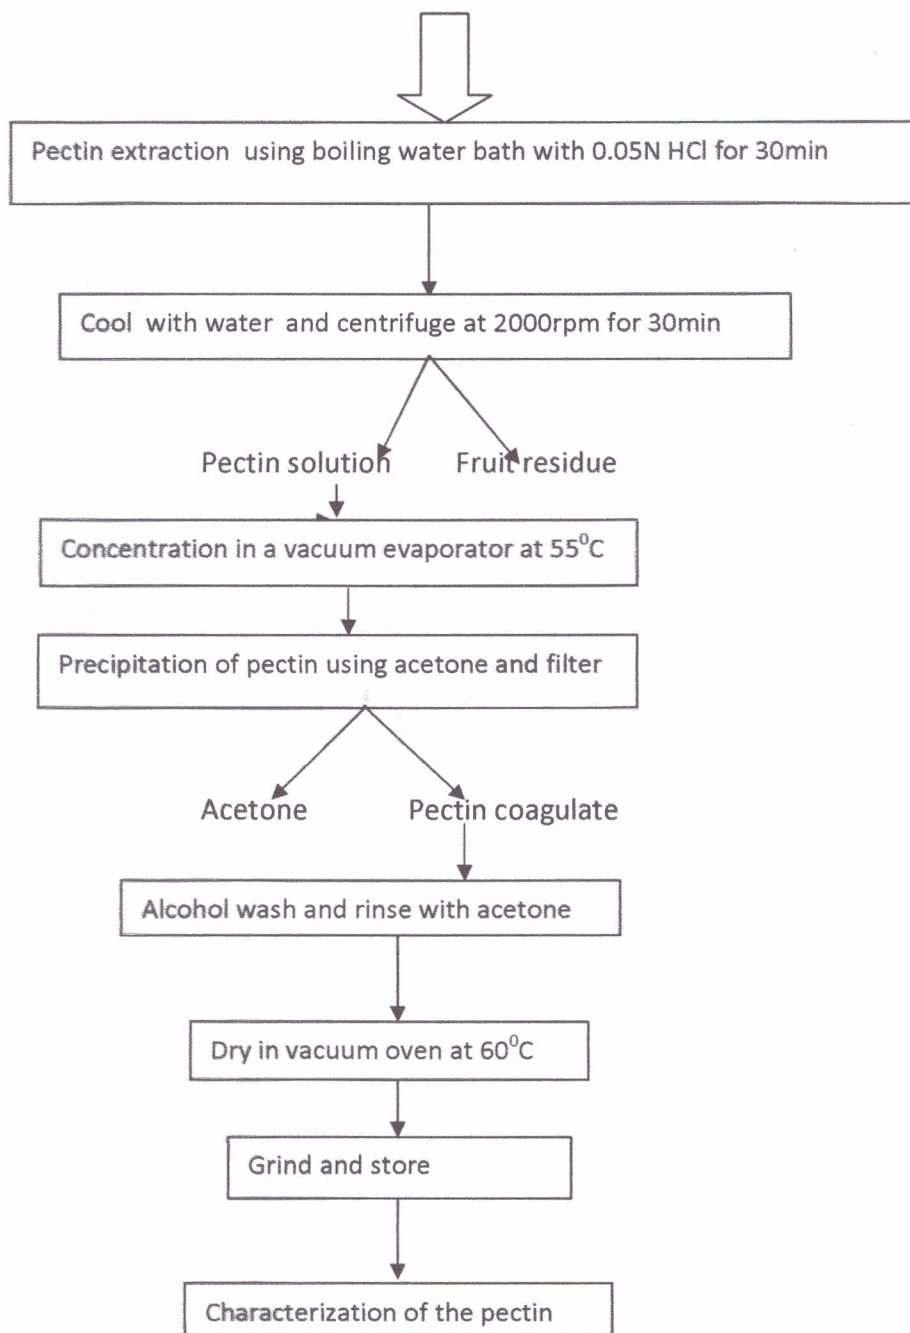 Pectin extraction using boiling water bath with 0.05N HCl for 30min
Cool with water and centrifuge at 2000rpm for 30min
Pectin solution Fruit residue
Concentration in a vacuum evaporator at 55⁰C
Precipitation of pectin using acetone and filter
Acetone Pectin coagulate
Alcohol wash and rinse with acetone
Dry in vacuum oven at 60⁰C
Grind and store
Characterization of the pectin